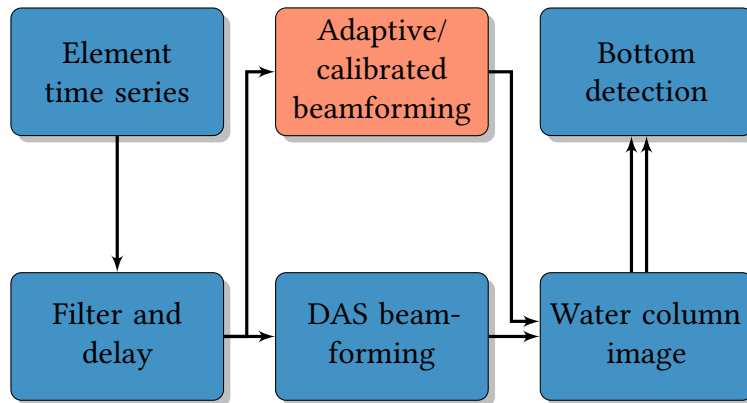 Element
time series
Adaptive/
calibrated
beamforming
Bottom
detection
Filter and
delay
DAS beam-
forming
Water column
image